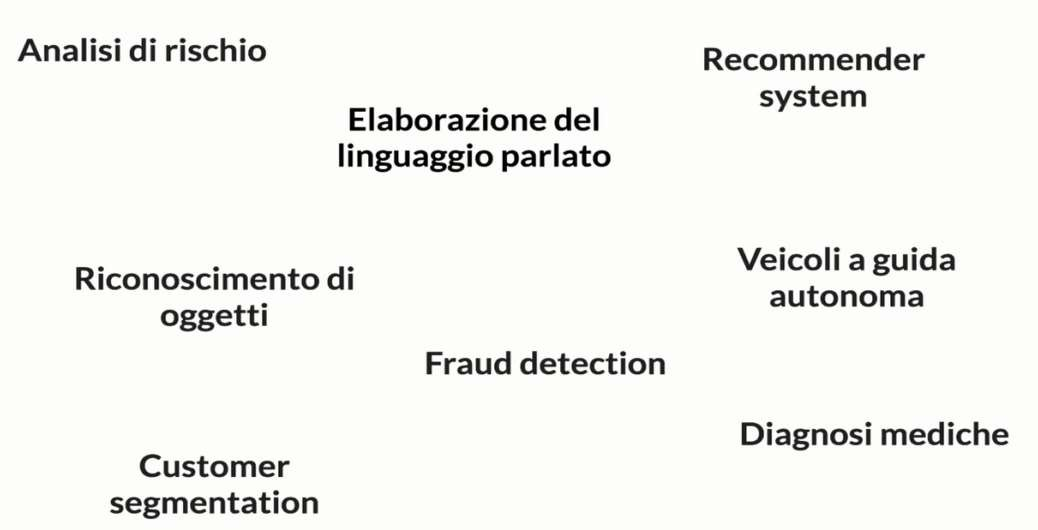 Analisi di rischio
Recommender
system
Elaborazione del
linguaggio parlato
Veicoli a guida
autonoma
Riconoscimento di
oggetti
Fraud detection
Diagnosi mediche
Customer
segmentation